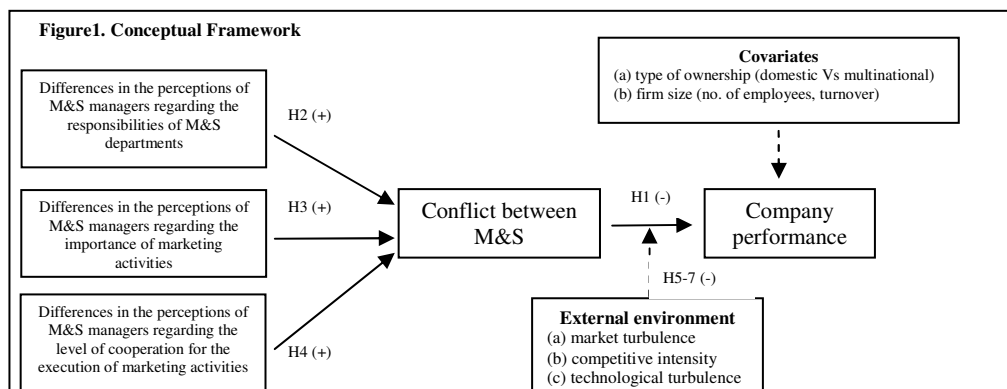 Figure1. Conceptual Framework
Differences in the perceptions of
M&S managers regarding the
responsibilities of M&S
departments
H2 (+)
Differences in the perceptions of
M&S managers regarding the
importance of marketing
activities
H3 (+)
Differences in the perceptions of
M&S managers regarding the
level of cooperation for the
execution of marketing activities
H4 (+)
Conflict between
M&S
H1 (-)
Company
performance
Covariates
(a) type of ownership (domestic Vs multinational)
(b) firm size (no. of employees, turnover)
H5-7 (-)
External environment
(a) market turbulence
(b) competitive intensity
(c) technological turbulence